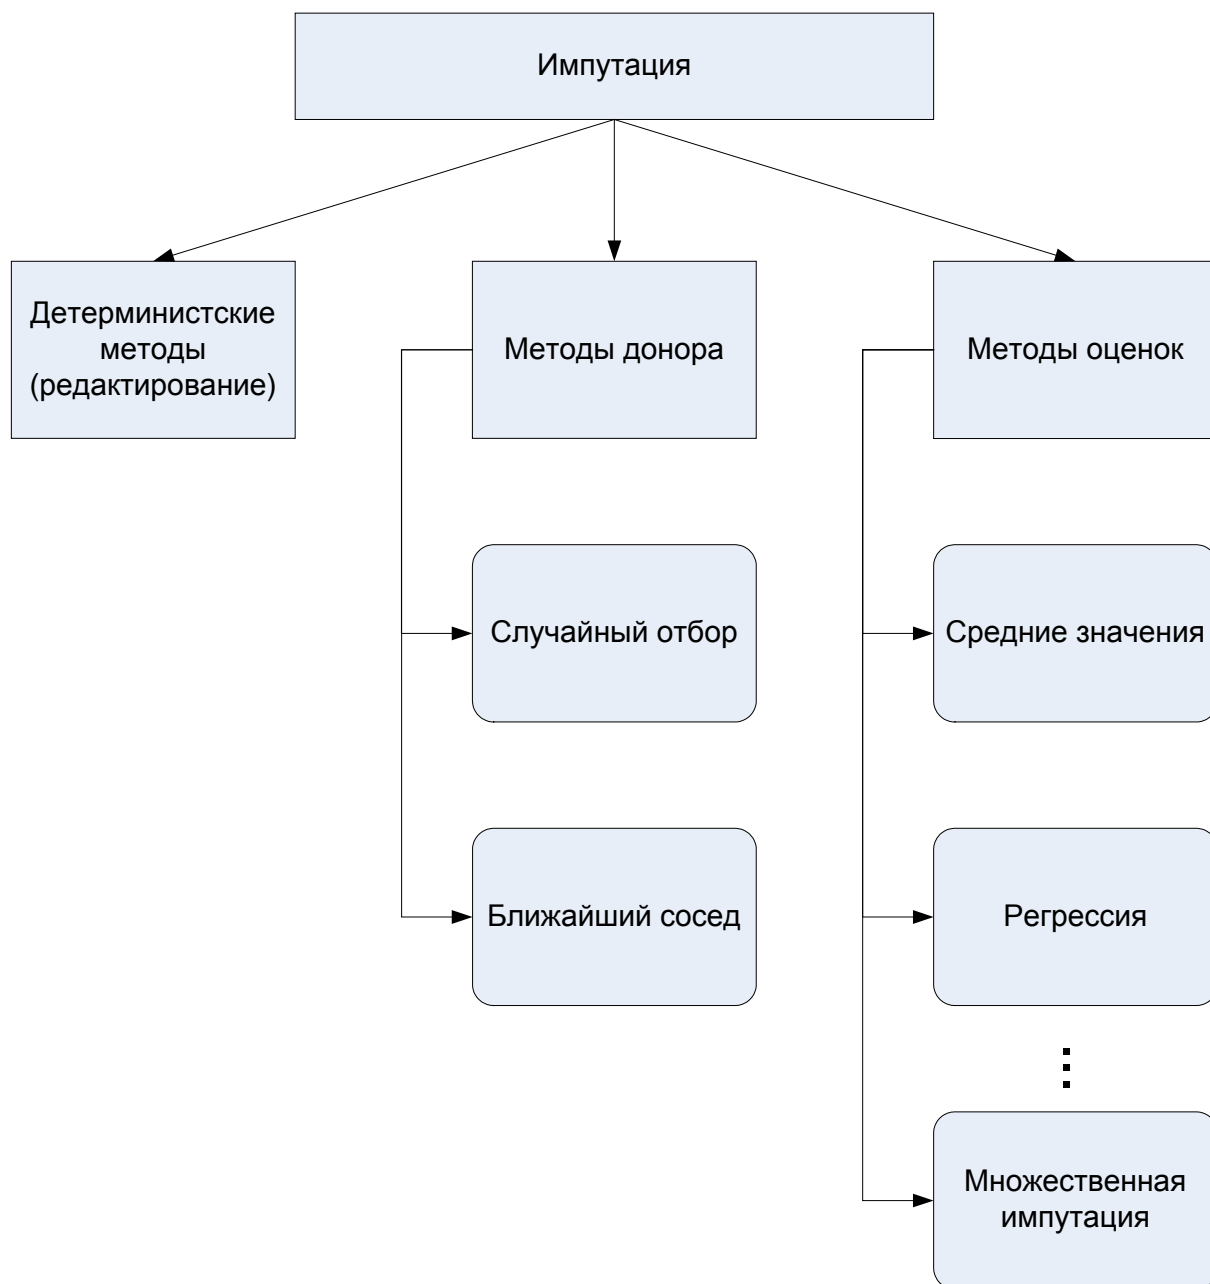 Импутация
Детерминистские
методы
(редактирование)
Методы донора
Методы оценок
Случайный отбор
Средние значения
Ближайший сосед
Регрессия
Множественная
импутация